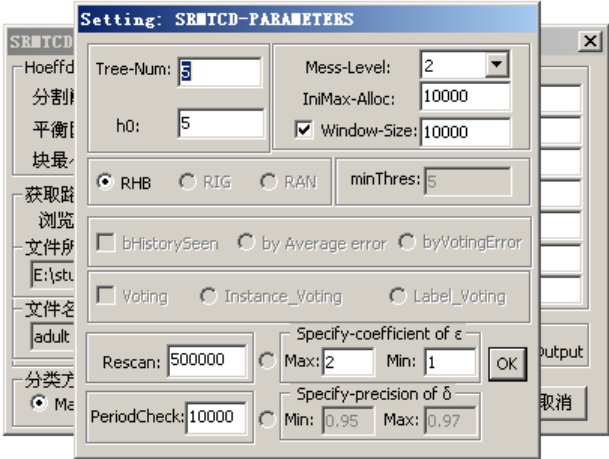 Setting: SRMTCD-PARAMETERS
SRMTCD
Tree-Num: 5
Mess-Level: 2
IniMax-Alloc: 10000
h0: 5
Window-Size: 10000
RHB RIG RAN minThres: 5
bHistorySeen by Average error byVotingError
Voting Instance_Voting Label_Voting
Rescan: 500000
Specify-coefficient of ε
Max: 2 Min: 1
OK
PeriodCheck: 10000
Specify-precision of δ
Min: 0.95 Max: 0.97
Hoeffd
分割
平衡
块最
获取路
浏览
文件所
E:\stu
文件名
adult
分类方
Ma
utput
取消